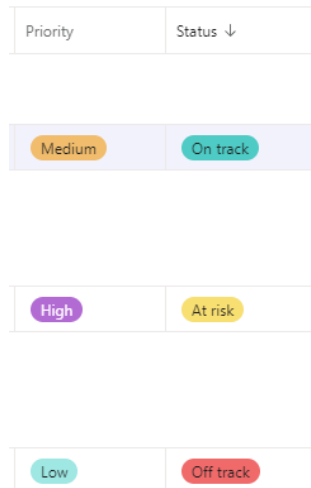 Priority Status ↓
Medium On track
High At risk
Low Off track